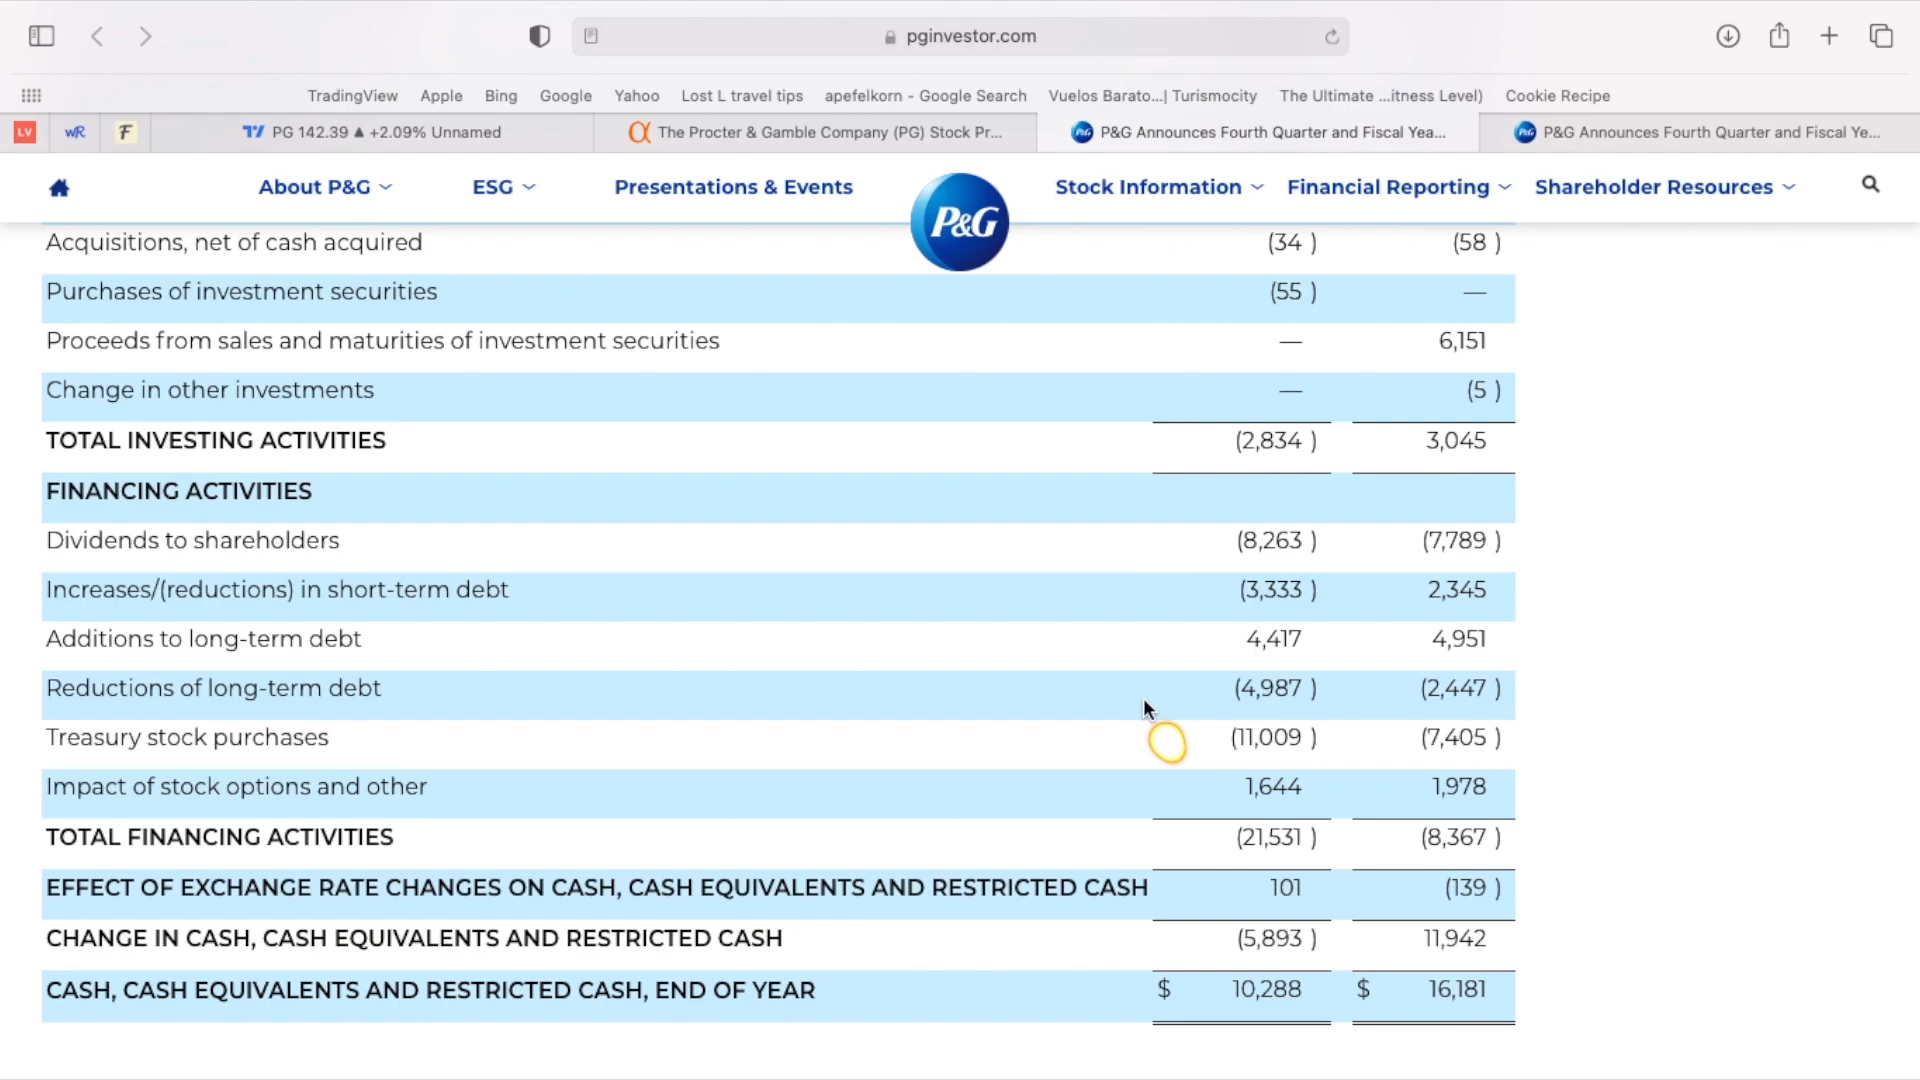 pginvestor.com
TradingView Apple Bing Google Yahoo Lost L travel tips apefelkorn - Google Search Vuelos Barato...| Turismocity The Ultimate ...itness Level) Cookie Recipe
LV wR F PG 142.39 ▲ +2.09% Unnamed The Procter & Gamble Company (PG) Stock Pr... P&G Announces Fourth Quarter and Fiscal Yea... P&G Announces Fourth Quarter and Fiscal Ye...
About P&G ESG Presentations & Events P&G Stock Information Financial Reporting Shareholder Resources
Acquisitions, net of cash acquired (34 ) (58 )
Purchases of investment securities (55 ) —
Proceeds from sales and maturities of investment securities — 6,151
Change in other investments — (5 )
TOTAL INVESTING ACTIVITIES (2,834 ) 3,045
FINANCING ACTIVITIES
Dividends to shareholders (8,263 ) (7,789 )
Increases/(reductions) in short-term debt (3,333 ) 2,345
Additions to long-term debt 4,417 4,951
Reductions of long-term debt (4,987 ) (2,447 )
Treasury stock purchases (11,009 ) (7,405 )
Impact of stock options and other 1,644 1,978
TOTAL FINANCING ACTIVITIES (21,531 ) (8,367 )
EFFECT OF EXCHANGE RATE CHANGES ON CASH, CASH EQUIVALENTS AND RESTRICTED CASH 101 (139 )
CHANGE IN CASH, CASH EQUIVALENTS AND RESTRICTED CASH (5,893 ) 11,942
CASH, CASH EQUIVALENTS AND RESTRICTED CASH, END OF YEAR $ 10,288 $ 16,181